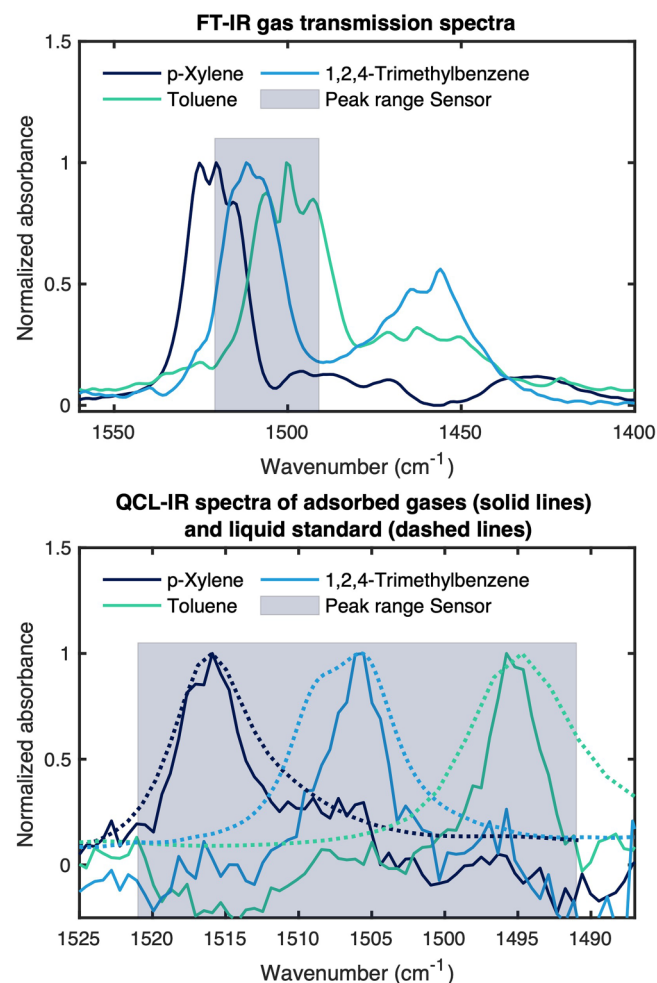 FT-IR gas transmission spectra
1.5
1
0.5
0
Normalized absorbance
p-Xylene
1,2,4-Trimethylbenzene
Toluene
Peak range Sensor
1550
1500
1450
1400
Wavenumber (cm⁻¹)
QCL-IR spectra of adsorbed gases (solid lines)
and liquid standard (dashed lines)
1.5
1
0.5
0
Normalized absorbance
p-Xylene
1,2,4-Trimethylbenzene
Toluene
Peak range Sensor
1525
1520
1515
1510
1505
1500
1495
1490
Wavenumber (cm⁻¹)